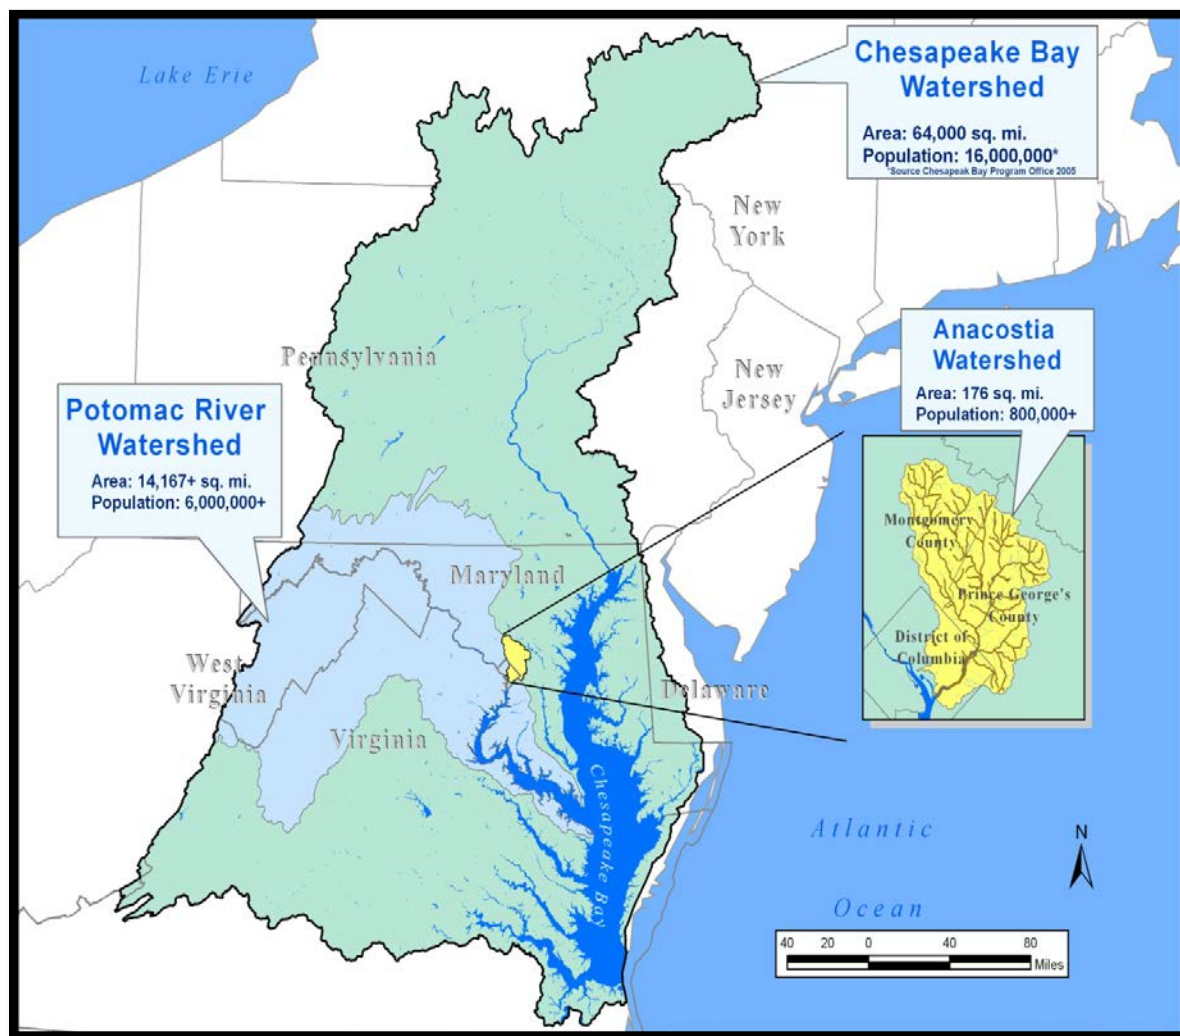 Lake Erie
Chesapeake Bay
Watershed
Area: 64,000 sq. mi.
Population: 16,000,000*
*Source Chesapeak Bay Program Office 2005
New
York
Pennsylvania
New
Jersey
Anacostia
Watershed
Area: 176 sq. mi.
Population: 800,000+
Potomac River
Watershed
Area: 14,167+ sq. mi.
Population: 6,000,000+
Montgomery
County
Prince George's
County
District of
Columbia
Maryland
West
Virginia
Delaware
Virginia
Chesapeake Bay
Atlantic
Ocean
N
40 20 0 40 80
Miles